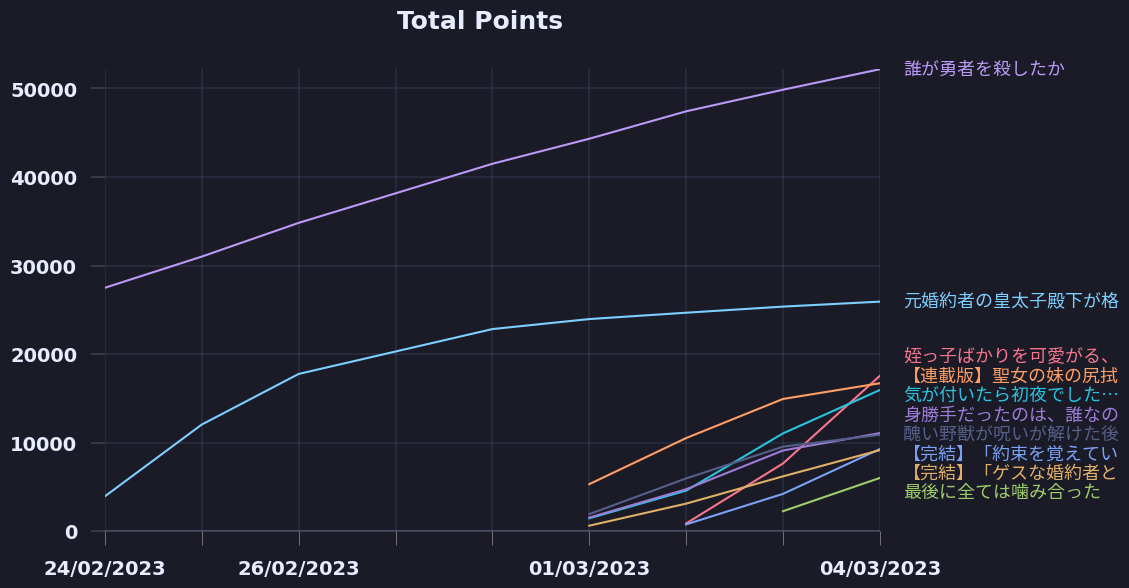 Total Points
50000
40000
30000
20000
10000
0
24/02/2023
26/02/2023
01/03/2023
04/03/2023
誰が勇者を殺したか
元婚約者の皇太子殿下が格
姪っ子ばかりを可愛がる、
【連載版】聖女の妹の尻拭
気が付いたら初夜でした…
身勝手だったのは、誰なの
醜い野獣が呪いが解けた後
【完結】「約束を覚えてい
【完結】「ゲスな婚約者と
最後に全ては噛み合った